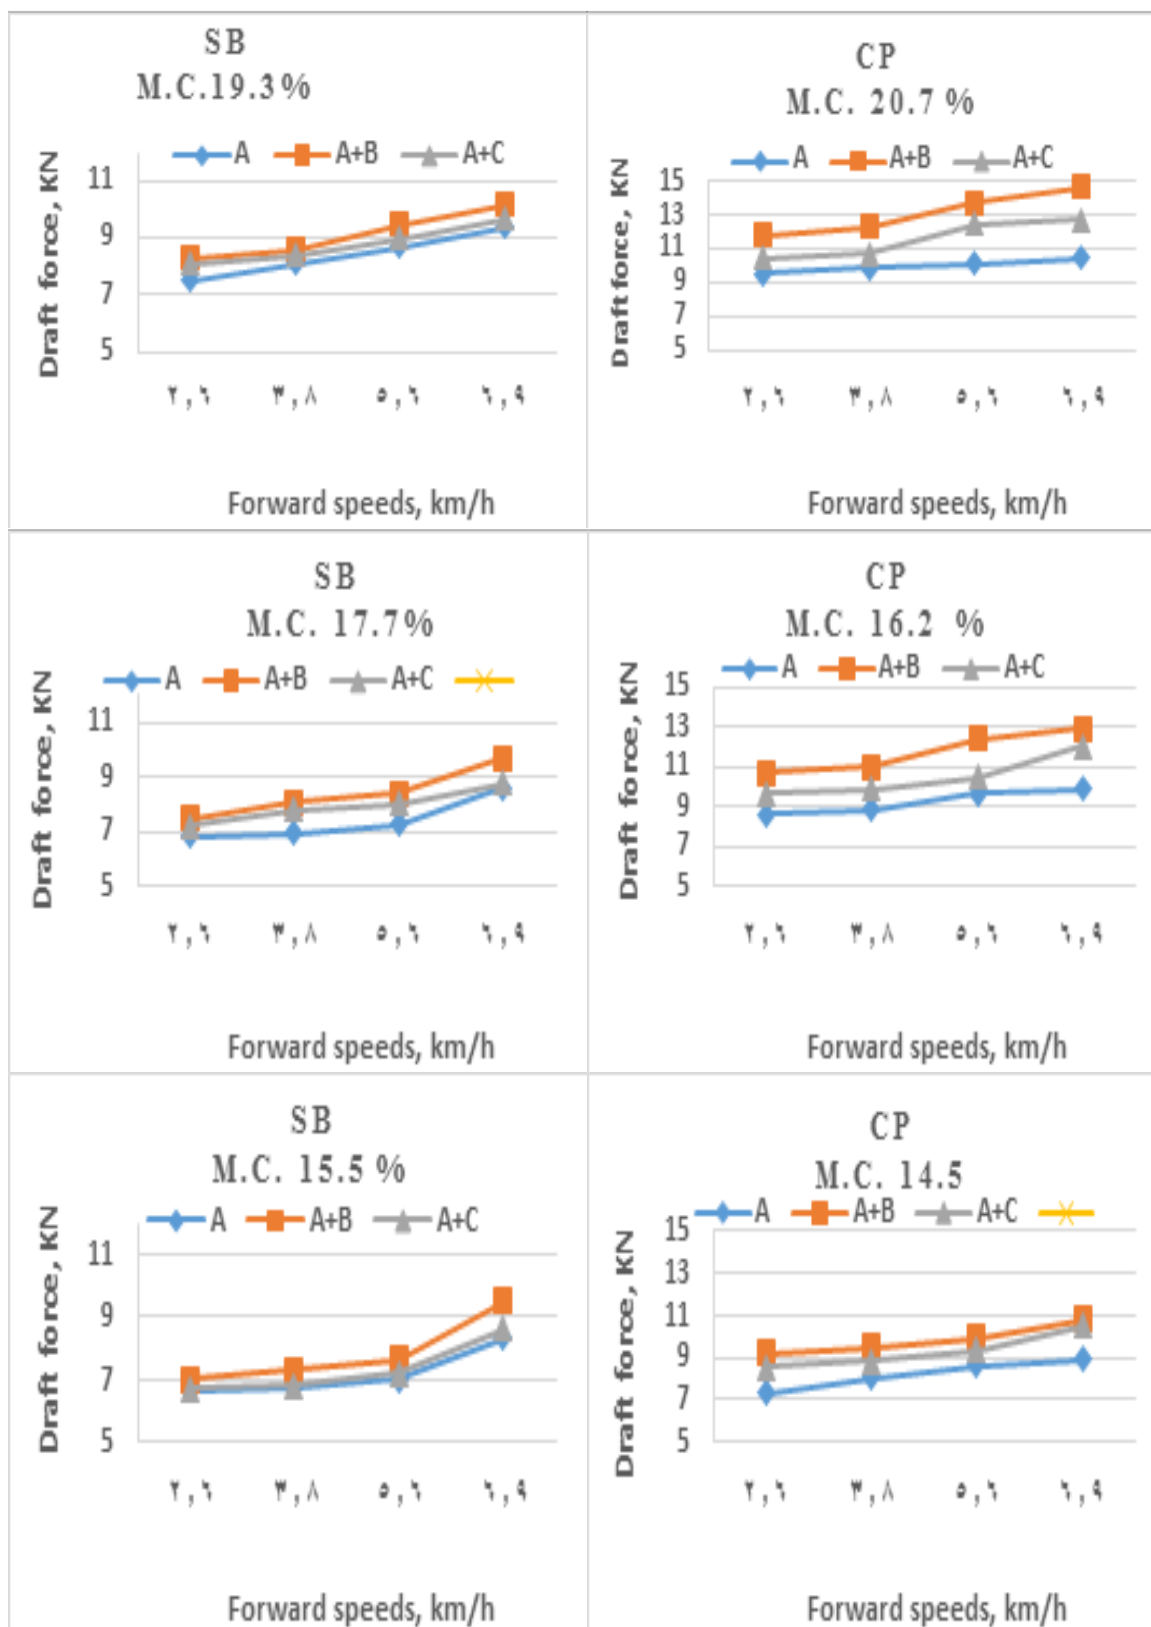 SB
M.C.19.3%
A A+B A+C
Draft force, KN
11
9
7
5
٢,٦ ٣,٨ ٥,٦ ٦,٩
Forward speeds, km/h
CP
M.C. 20.7 %
A A+B A+C
Draft force, KN
15
13
11
9
7
5
٢,٦ ٣,٨ ٥,٦ ٦,٩
Forward speeds, km/h
SB
M.C. 17.7%
A A+B A+C
Draft force, KN
11
9
7
5
٢,٦ ٣,٨ ٥,٦ ٦,٩
Forward speeds, km/h
CP
M.C. 16.2 %
A A+B A+C
Draft force, KN
15
13
11
9
7
5
٢,٦ ٣,٨ ٥,٦ ٦,٩
Forward speeds, km/h
SB
M.C. 15.5 %
A A+B A+C
Draft force, KN
11
9
7
5
٢,٦ ٣,٨ ٥,٦ ٦,٩
Forward speeds, km/h
CP
M.C. 14.5
A A+B A+C
Draft force, KN
15
13
11
9
7
5
٢,٦ ٣,٨ ٥,٦ ٦,٩
Forward speeds, km/h